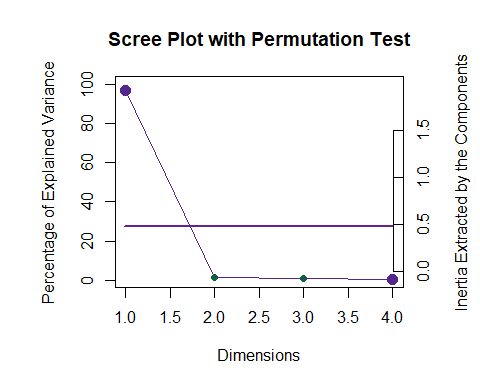 Scree Plot with Permutation Test
Percentage of Explained Variance
100
80
60
40
20
0
1.5
1.0
0.5
0.0
Inertia Extracted by the Components
1.0 1.5 2.0 2.5 3.0 3.5 4.0
Dimensions